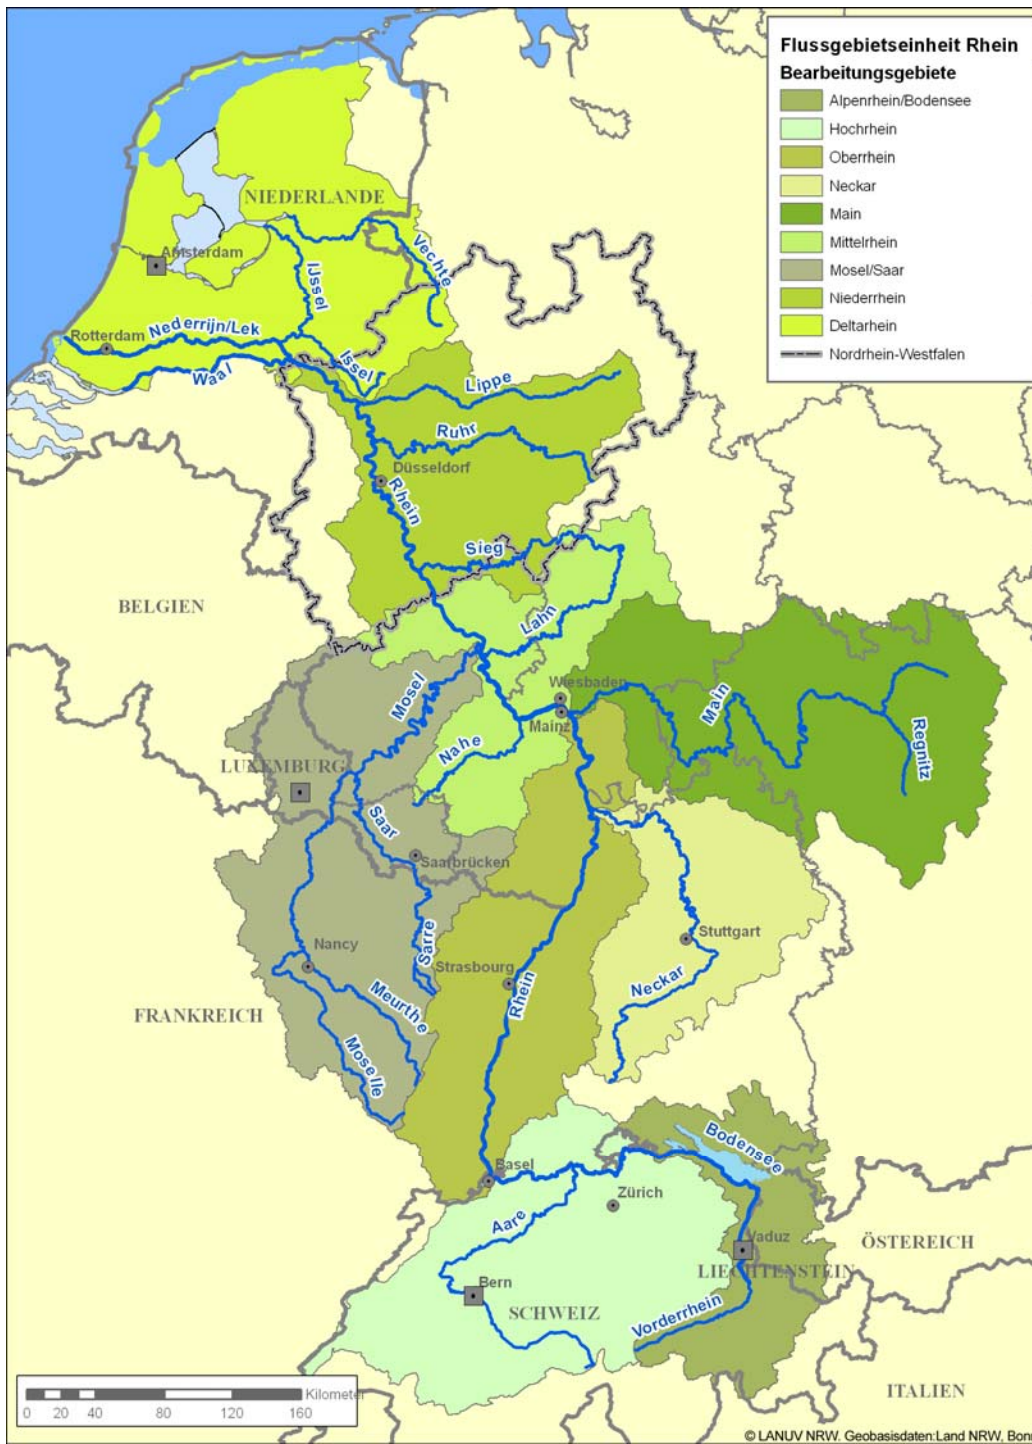 Flussgebietseinheit Rhein
Bearbeitungsgebiete
Alpenrhein/Bodensee
Hochrhein
Oberrhein
Neckar
Main
Mittelrhein
Mosel/Saar
Niederrhein
Deltarhein
Nordrhein-Westfalen
NIEDERLANDE
Amsterdam
Vechte
IJssel
Rotterdam
Nederrijn/Lek
Waal
Issel
Lippe
Ruhr
Düsseldorf
Rhein
Sieg
BELGIEN
Lahn
Mosel
Wiesbaden
Mainz
Main
Regnitz
Nahe
LUXEMBURG
Saar
Saarbrücken
Sarre
Stuttgart
Nancy
Strasbourg
Rhein
Neckar
Meurthe
FRANKREICH
Moselle
Bodensee
Basel
Zürich
Aare
Vaduz
ÖSTEREICH
LIECHTENSTEIN
Bern
SCHWEIZ
Vorderrhein
ITALIEN
Kilometer
0 20 40 80 120 160
© LANUV NRW. Geobasisdaten:Land NRW, Bonn